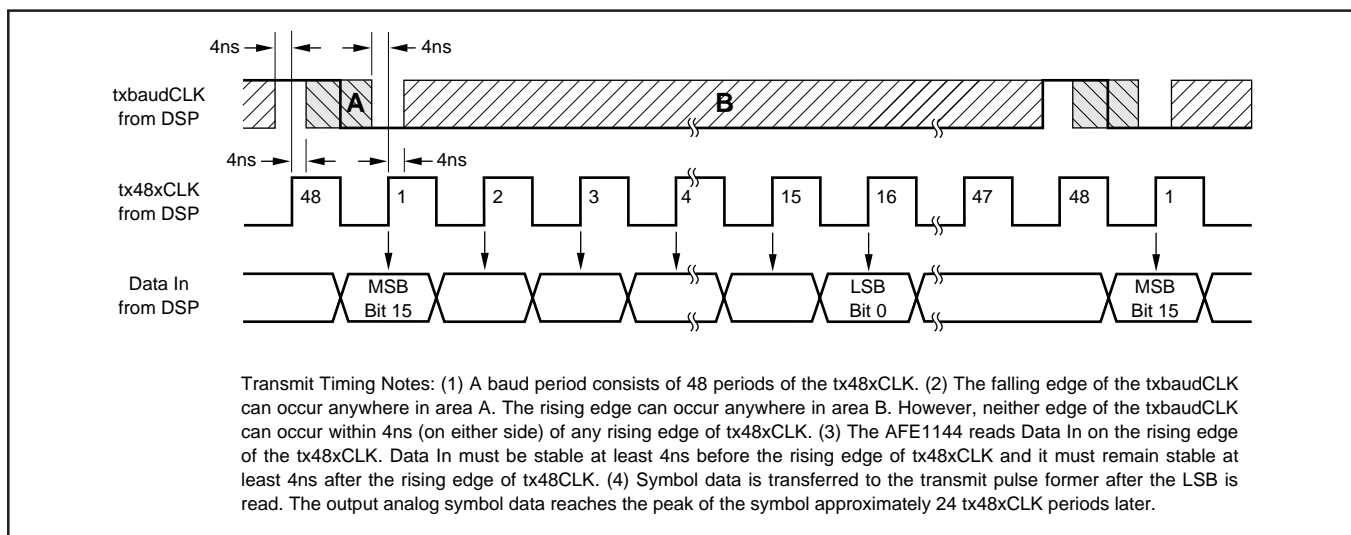 4ns
4ns
txbaudCLK
from DSP
A
B
4ns
4ns
tx48xCLK
from DSP
48
1
2
3
4
15
16
47
48
1
Data In
from DSP
MSB
Bit 15
LSB
Bit 0
MSB
Bit 15
Transmit Timing Notes: (1) A baud period consists of 48 periods of the tx48xCLK. (2) The falling edge of the txbaudCLK
can occur anywhere in area A. The rising edge can occur anywhere in area B. However, neither edge of the txbaudCLK
can occur within 4ns (on either side) of any rising edge of tx48xCLK. (3) The AFE1144 reads Data In on the rising edge
of the tx48xCLK. Data In must be stable at least 4ns before the rising edge of tx48xCLK and it must remain stable at
least 4ns after the rising edge of tx48CLK. (4) Symbol data is transferred to the transmit pulse former after the LSB is
read. The output analog symbol data reaches the peak of the symbol approximately 24 tx48xCLK periods later.